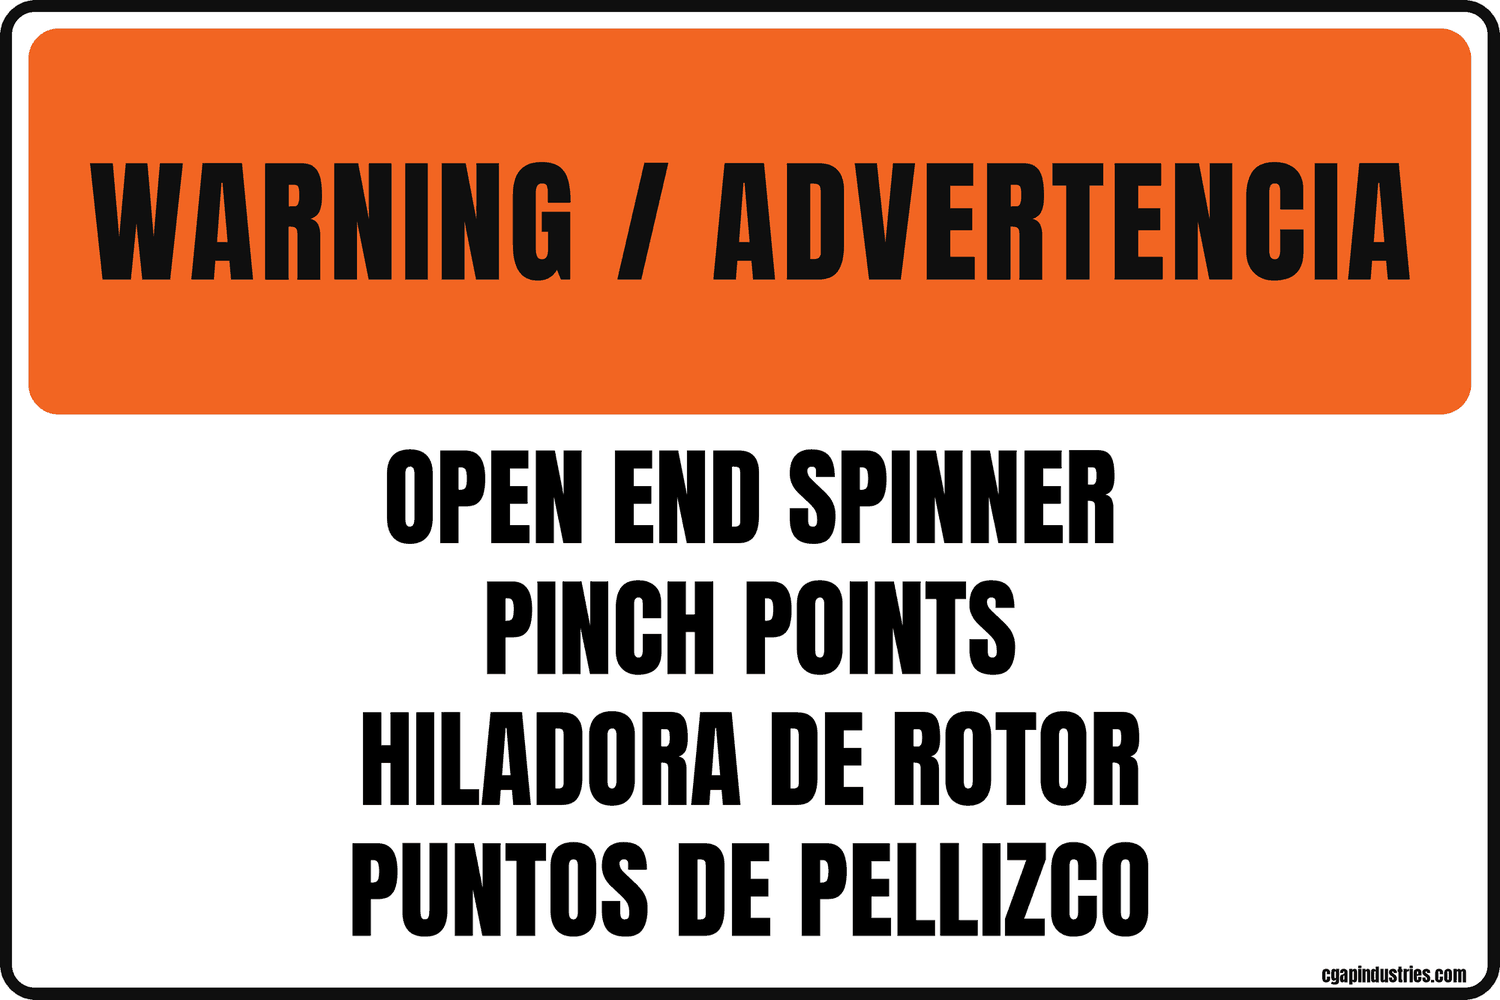 WARNING / ADVERTENCIA
OPEN END SPINNER
PINCH POINTS
HILADORA DE ROTOR
PUNTOS DE PELLIZCO
cgapindustries.com